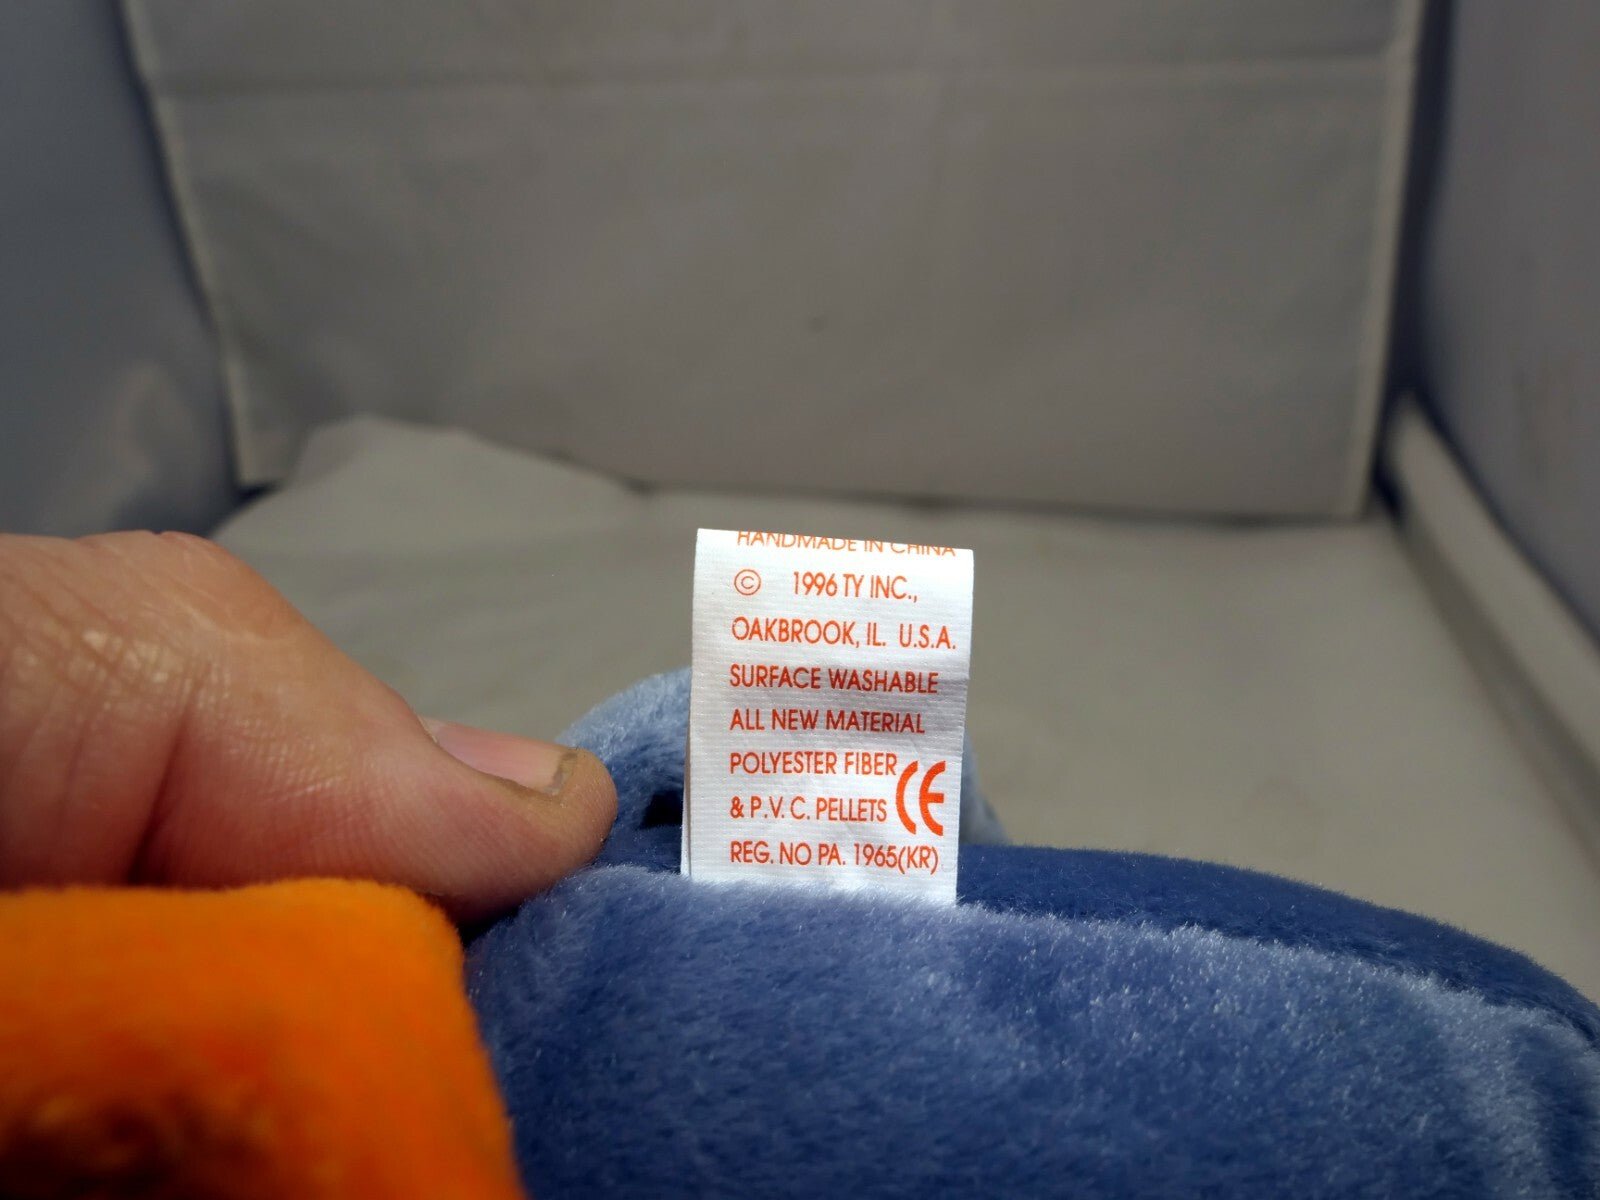 HANDMADE IN CHINA
© 1996 TY INC.,
OAKBROOK, IL. U.S.A.
SURFACE WASHABLE
ALL NEW MATERIAL
POLYESTER FIBER
& P.V.C. PELLETS CE
REG. NO PA. 1965(KR)